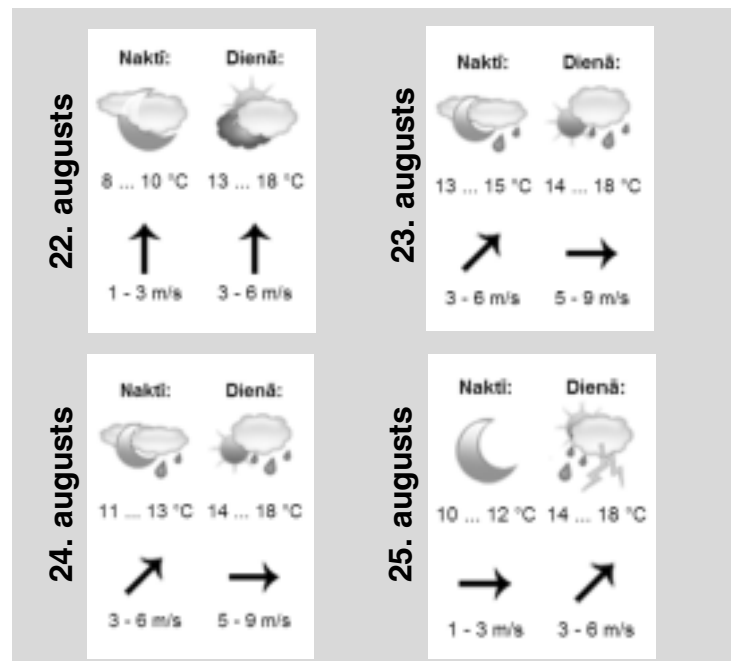 22. augusts
Naktī: Dienā:
8 ... 10 °C 13 ... 18 °C
1 - 3 m/s 3 - 6 m/s
23. augusts
Naktī: Dienā:
13 ... 15 °C 14 ... 18 °C
3 - 6 m/s 5 - 9 m/s
24. augusts
Naktī: Dienā:
11 ... 13 °C 14 ... 18 °C
3 - 6 m/s 5 - 9 m/s
25. augusts
Naktī: Dienā:
10 ... 12 °C 14 ... 18 °C
1 - 3 m/s 3 - 6 m/s